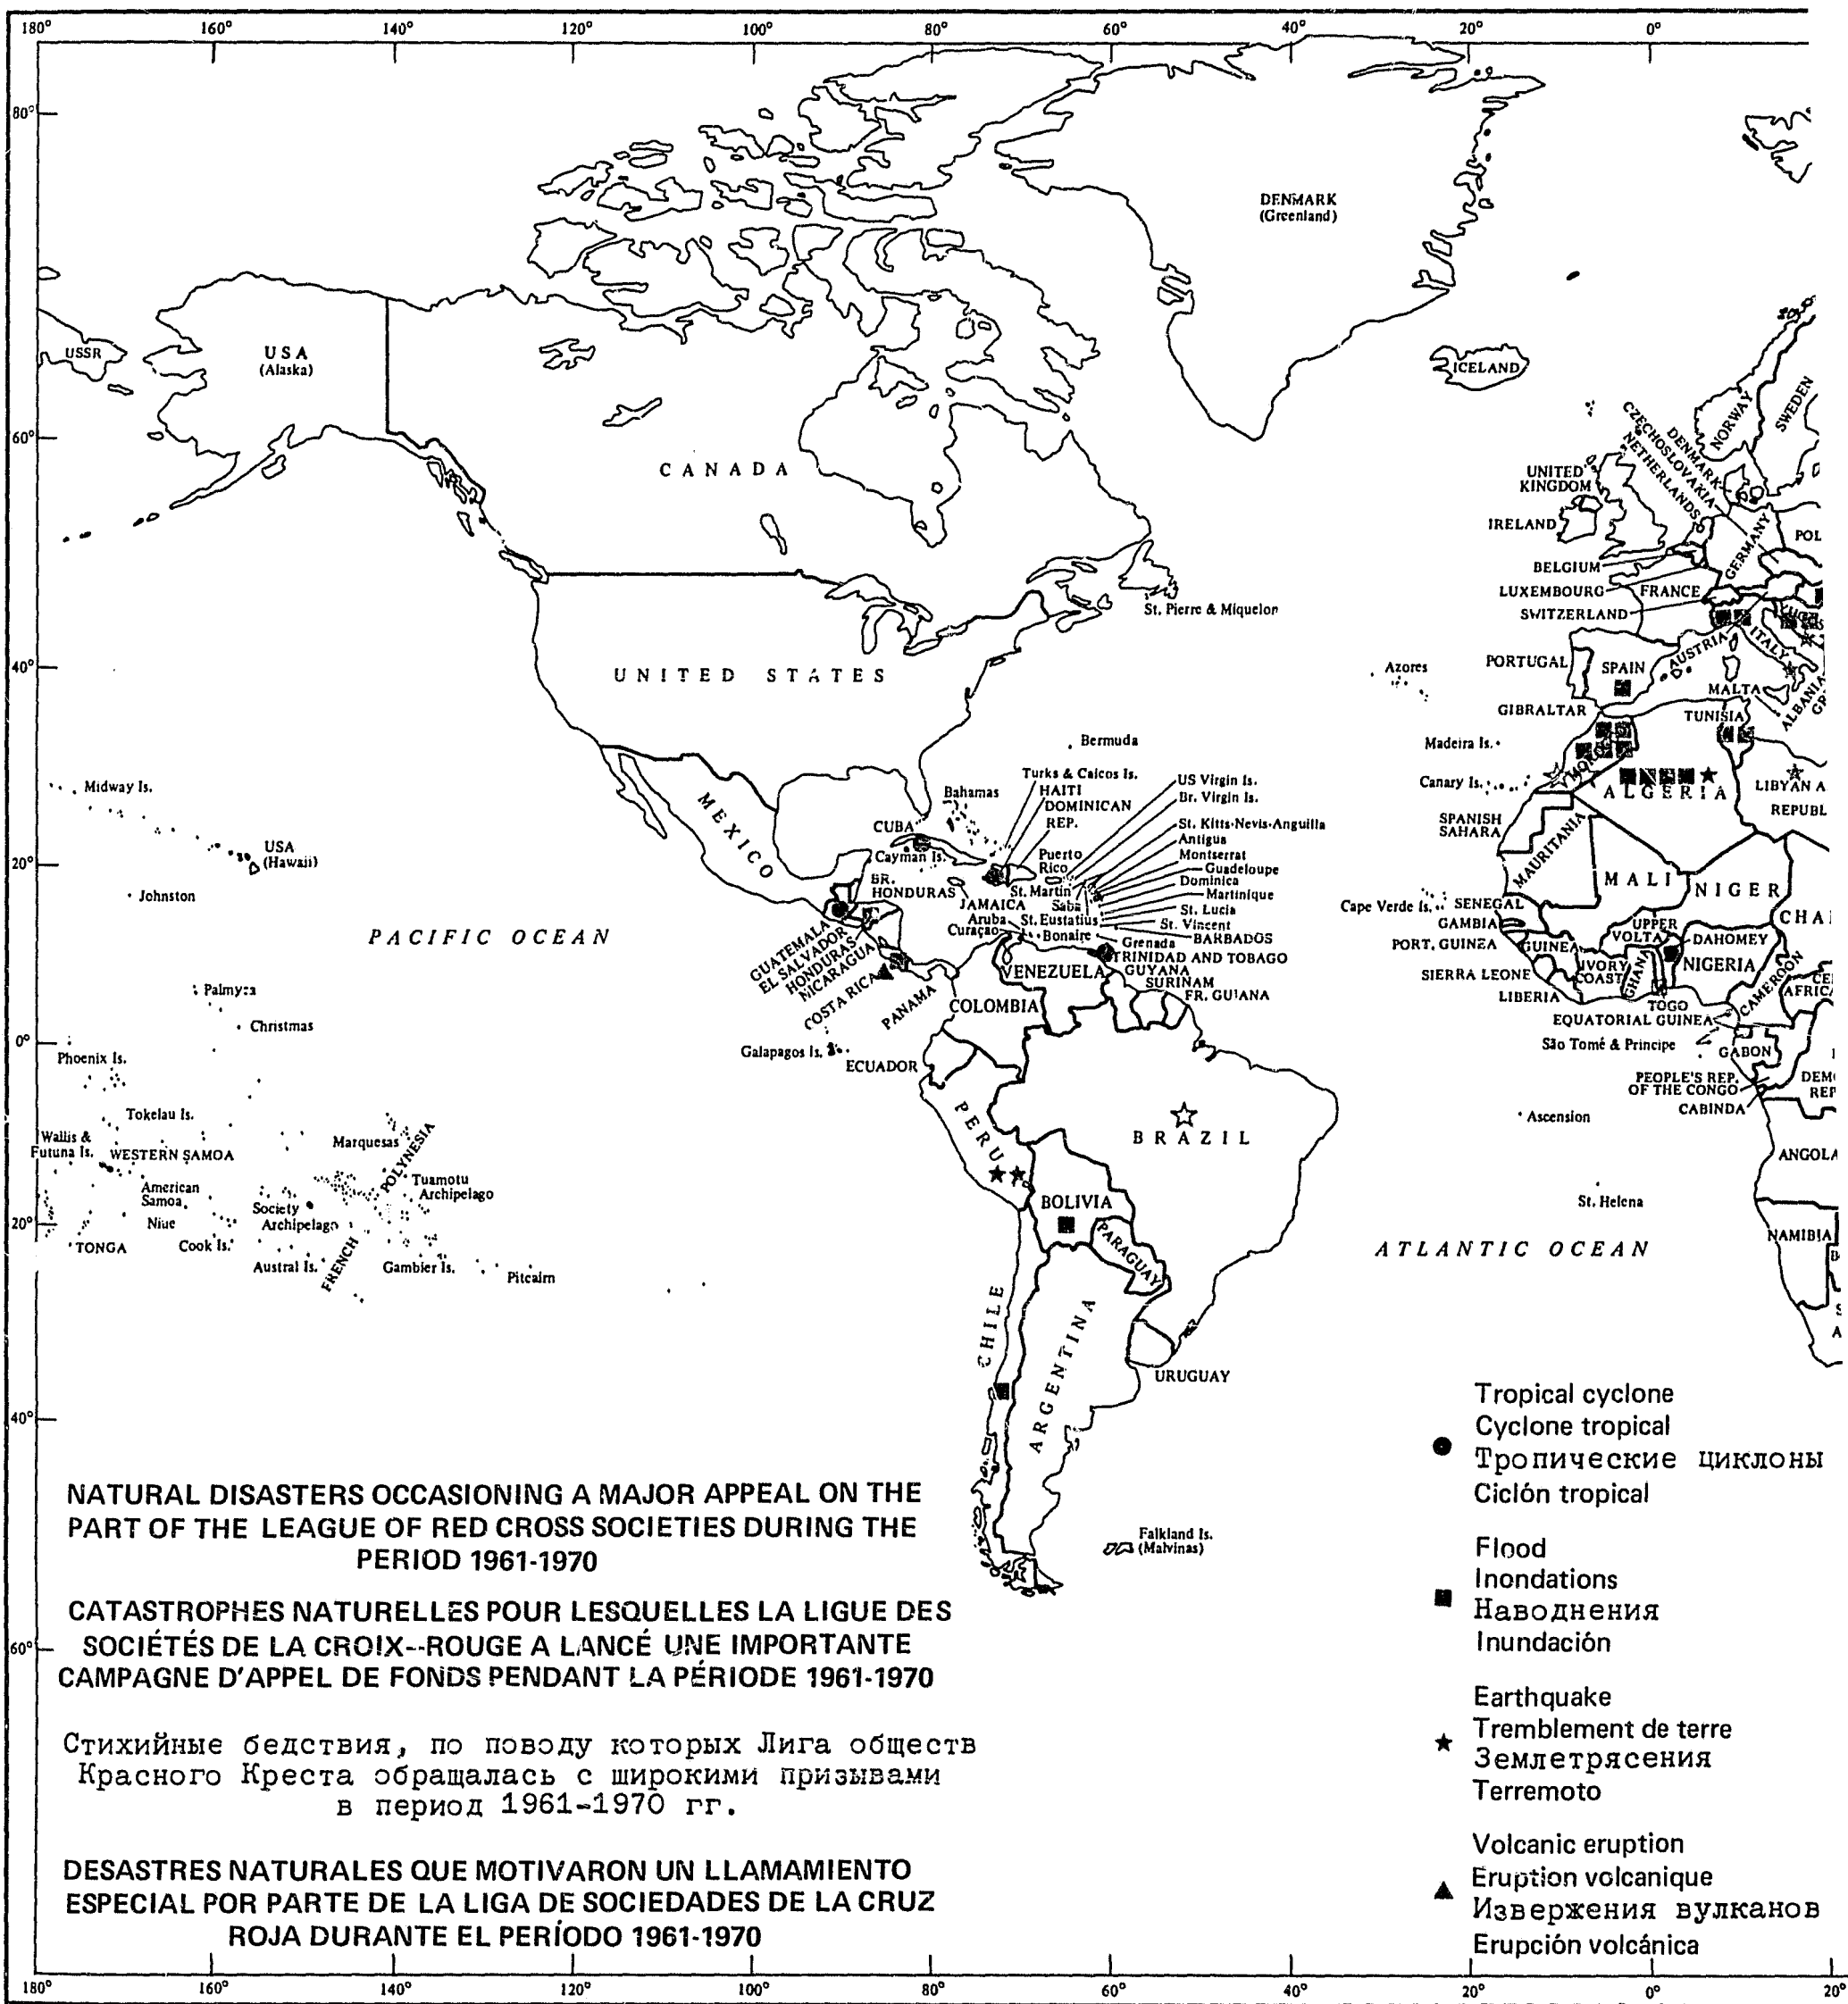 180° 160° 140° 120° 100° 80° 60° 40° 20° 0°
80°
60°
40°
20°
0°
20°
40°
60°
DENMARK
(Greenland)
USSR
USA
(Alaska)
ICELAND
CANADA
NORWAY
SWEDEN
CZECHOSLOVAKIA
DENMARK
NETHERLANDS
UNITED
KINGDOM
IRELAND
GERMANY
POL
BELGIUM
LUXEMBOURG
FRANCE
SWITZERLAND
St. Pierre & Miquelon
UNITED STATES
Azores
PORTUGAL
SPAIN
AUSTRIA
ITALY
MALTA
ALBANIA
GIBRALTAR
TUNISIA
Bermuda
Madeira Is.
Canary Is.
ALGERIA
LIBYAN A
REPUBL
Midway Is.
USA
(Hawaii)
Johnston
MEXICO
Bahamas
Turks & Caicos Is.
HAITI
DOMINICAN
REP.
US Virgin Is.
Br. Virgin Is.
St. Kitts-Nevis-Anguilla
Antigua
Montserrat
Guadeloupe
Dominica
Martinique
St. Lucia
St. Vincent
BARBADOS
CUBA
Cayman Is.
Puerto
Rico
BR.
HONDURAS
JAMAICA
St. Martin
Saba
St. Eustatius
Aruba
Curaçao
Bonaire
Grenada
TRINIDAD AND TOBAGO
GUYANA
SURINAM
FR. GUIANA
SPANISH
SAHARA
MAURITANIA
MALI
NIGER
CHA
Cape Verde Is.
SENEGAL
GAMBIA
PORT. GUINEA
GUINEA
UPPER
VOLTA
DAHOMEY
IVORY
COAST
GHANA
NIGERIA
SIERRA LEONE
LIBERIA
TOGO
CAMEROON
CE
AFRICA
EQUATORIAL GUINEA
São Tomé & Principe
GABON
PEOPLE'S REP.
OF THE CONGO
CABINDA
DEM
REP
ANGOLA
NAMIBIA
PACIFIC OCEAN
GUATEMALA
EL SALVADOR
HONDURAS
NICARAGUA
COSTA RICA
PANAMA
VENEZUELA
COLOMBIA
Galapagos Is.
ECUADOR
Palmyra
Christmas
Phoenix Is.
Tokelau Is.
Wallis &
Futuna Is.
WESTERN SAMOA
Marquesas
POLYNESIA
Tuamotu
Archipelago
American
Samoa
Society
Archipelago
Niue
TONGA
Cook Is.
Austral Is.
FRENCH
Gambier Is.
Pitcairn
PERU
BRAZIL
BOLIVIA
PARAGUAY
CHILE
ARGENTINA
URUGUAY
Ascension
St. Helena
ATLANTIC OCEAN
Falkland Is.
(Malvinas)
NATURAL DISASTERS OCCASIONING A MAJOR APPEAL ON THE
PART OF THE LEAGUE OF RED CROSS SOCIETIES DURING THE
PERIOD 1961-1970
CATASTROPHES NATURELLES POUR LESQUELLES LA LIGUE DES
SOCIÉTÉS DE LA CROIX--ROUGE A LANCÉ UNE IMPORTANTE
CAMPAGNE D'APPEL DE FONDS PENDANT LA PÉRIODE 1961-1970
Стихийные бедствия, по поводу которых Лига обществ
Красного Креста обращалась с широкими призывами
в период 1961-1970 гг.
DESASTRES NATURALES QUE MOTIVARON UN LLAMAMIENTO
ESPECIAL POR PARTE DE LA LIGA DE SOCIEDADES DE LA CRUZ
ROJA DURANTE EL PERÍODO 1961-1970
Tropical cyclone
Cyclone tropical
Тропические циклоны
Ciclón tropical
Flood
Inondations
Наводнения
Inundación
Earthquake
Tremblement de terre
Землетрясения
Terremoto
Volcanic eruption
Eruption volcanique
Извержения вулканов
Erupción volcánica
180° 160° 140° 120° 100° 80° 60° 40° 20° 0° 20°